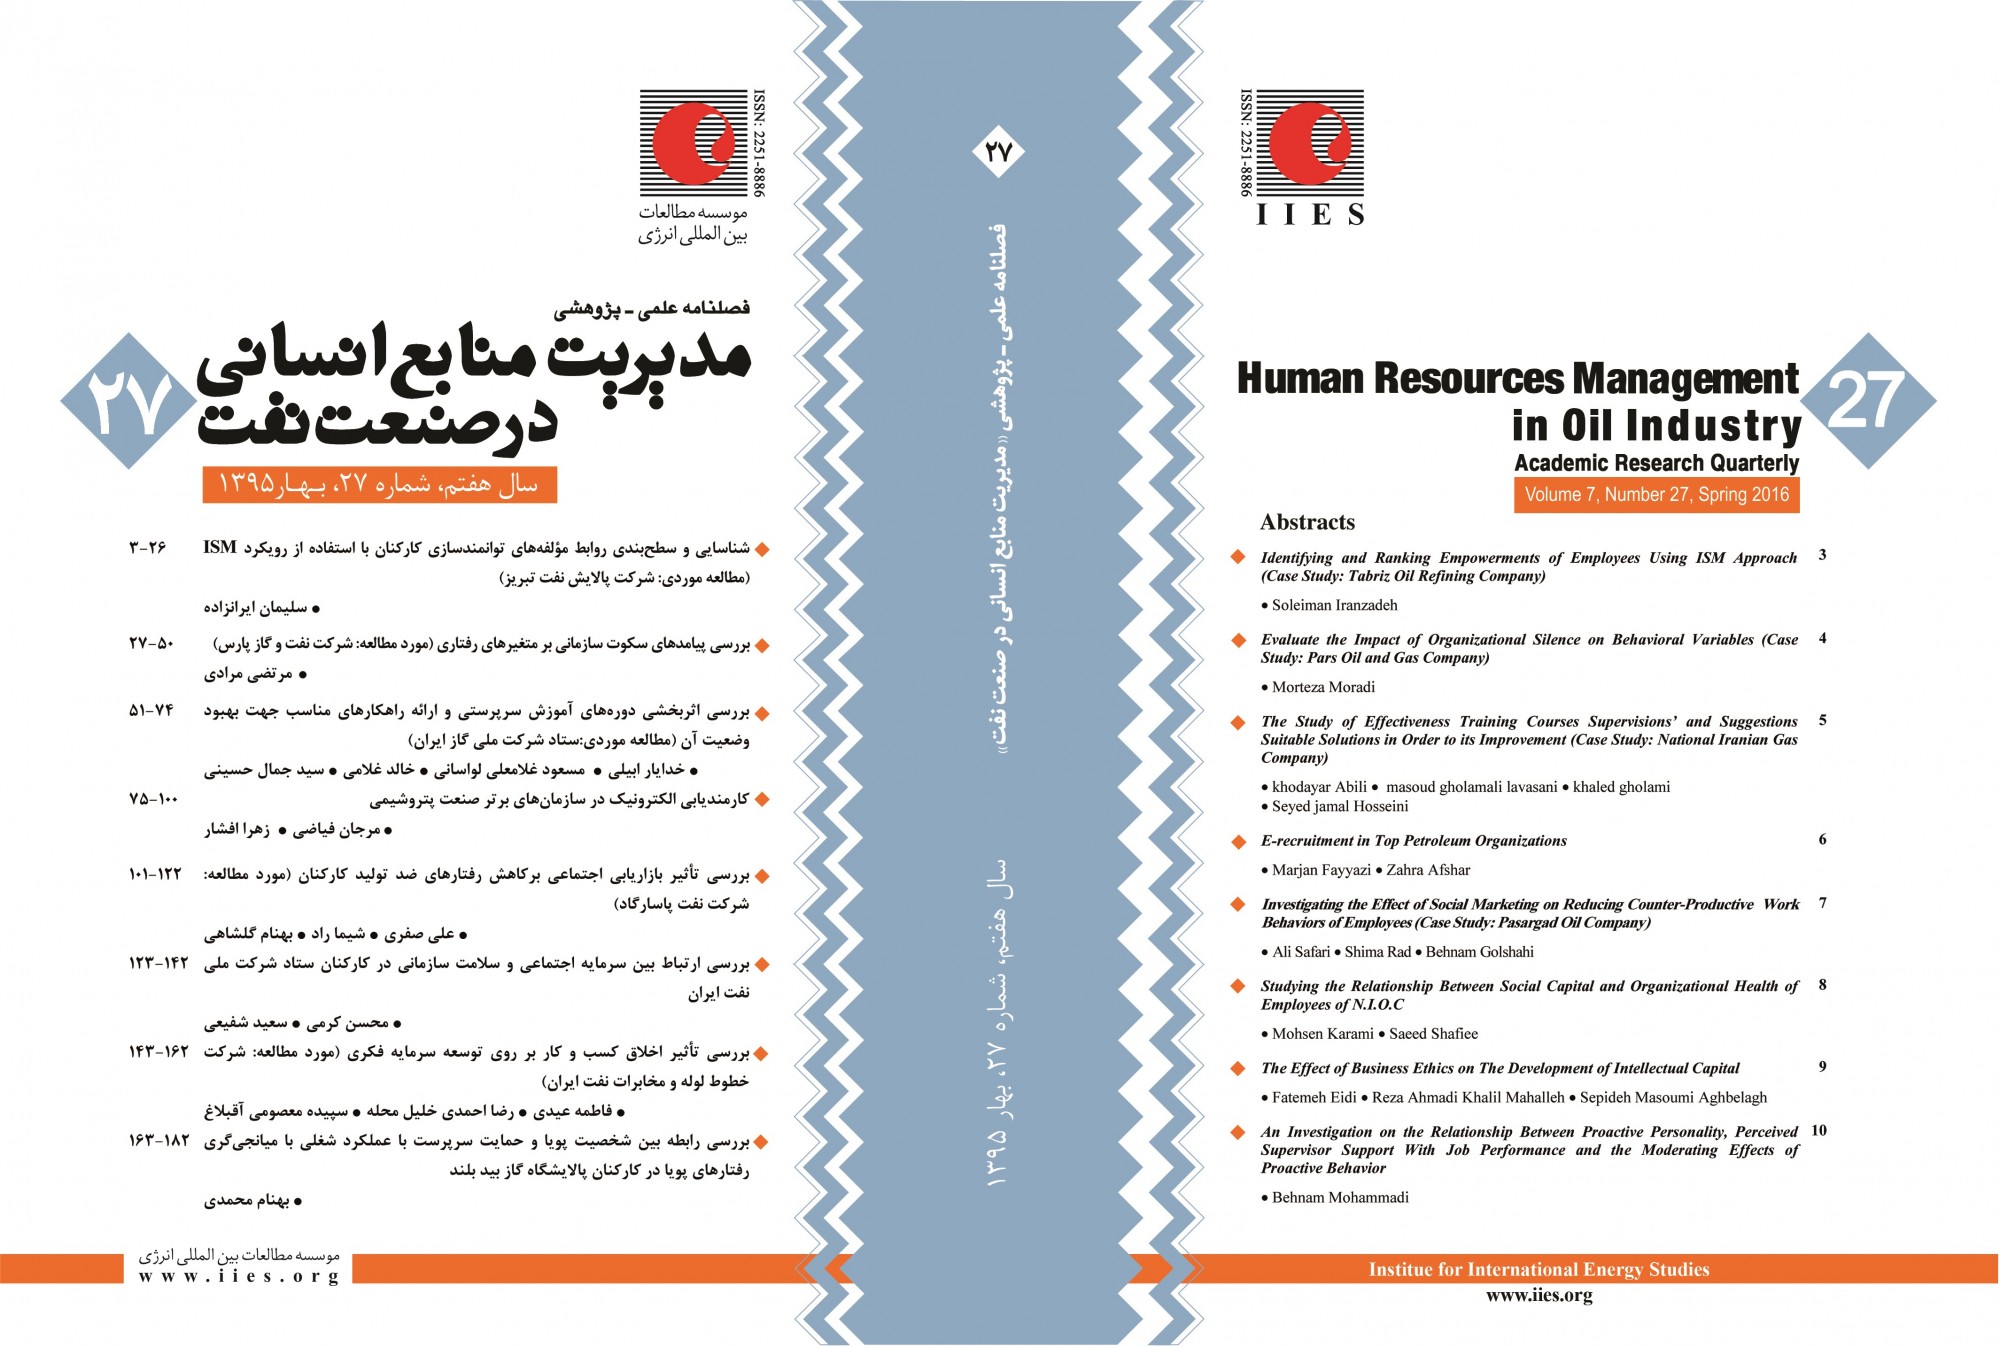 ISSN: 2251-8886
موسسه مطالعات
بین المللی انرژی
فصلنامه علمی ـ پژوهشی
مدیریت منابع انسانی
در صنعت نفت
۲۷
سال هفتم، شماره ۲۷، بهار ۱۳۹۵
شناسایی و سطح‌بندی روابط مؤلفه‌های توانمندسازی کارکنان با استفاده از رویکرد ISM ۳-۲۶
(مطالعه موردی: شرکت پالایش نفت تبریز)
● سلیمان ایرانزاده
بررسی پیامدهای سکوت سازمانی بر متغیرهای رفتاری (مورد مطالعه: شرکت نفت و گاز پارس) ۲۷-۵۰
● مرتضی مرادی
بررسی اثربخشی دوره‌های آموزش سرپرستی و ارائه راهکارهای مناسب جهت بهبود ۵۱-۷۴
وضعیت آن (مطالعه موردی:ستاد شرکت ملی گاز ایران)
● خدایار ابیلی ● مسعود غلامعلی لواسانی ● خالد غلامی ● سید جمال حسینی
کارمندیابی الکترونیک در سازمان‌های برتر صنعت پتروشیمی ۷۵-۱۰۰
● مرجان فیاضی ● زهرا افشار
بررسی تأثیر بازاریابی اجتماعی برکاهش رفتارهای ضد تولید کارکنان (مورد مطالعه: ۱۰۱-۱۲۲
شرکت نفت پاسارگاد)
● علی صفری ● شیما راد ● بهنام گلشاهی
بررسی ارتباط بین سرمایه اجتماعی و سلامت سازمانی در کارکنان ستاد شرکت ملی ۱۲۳-۱۴۲
نفت ایران
● محسن کرمی ● سعید شفیعی
بررسی تأثیر اخلاق کسب و کار بر روی توسعه سرمایه فکری (مورد مطالعه: شرکت ۱۴۳-۱۶۲
خطوط لوله و مخابرات نفت ایران)
● فاطمه عیدی ● رضا احمدی خلیل محله ● سپیده معصومی آقبلاغ
بررسی رابطه بین شخصیت پویا و حمایت سرپرست با عملکرد شغلی با میانجی‌گری ۱۶۳-۱۸۲
رفتارهای پویا در کارکنان پالایشگاه گاز بید بلند
● بهنام محمدی
موسسه مطالعات بین المللی انرژی
www.iies.org
۲۷
فصلنامه علمی ـ پژوهشی «مدیریت منابع انسانی در صنعت نفت»
سال هفتم، شماره ۲۷، بهار ۱۳۹۵
ISSN: 2251-8886
IIES
Human Resources Management
in Oil Industry
27
Academic Research Quarterly
Volume 7, Number 27, Spring 2016
Abstracts
Identifying and Ranking Empowerments of Employees Using ISM Approach 3
(Case Study: Tabriz Oil Refining Company)
● Soleiman Iranzadeh
Evaluate the Impact of Organizational Silence on Behavioral Variables (Case 4
Study: Pars Oil and Gas Company)
● Morteza Moradi
The Study of Effectiveness Training Courses Supervisions’ and Suggestions 5
Suitable Solutions in Order to its Improvement (Case Study: National Iranian Gas
Company)
● khodayar Abili ● masoud gholamali lavasani ● khaled gholami
● Seyed jamal Hosseini
E-recruitment in Top Petroleum Organizations 6
● Marjan Fayyazi ● Zahra Afshar
Investigating the Effect of Social Marketing on Reducing Counter-Productive Work 7
Behaviors of Employees (Case Study: Pasargad Oil Company)
● Ali Safari ● Shima Rad ● Behnam Golshahi
Studying the Relationship Between Social Capital and Organizational Health of 8
Employees of N.I.O.C
● Mohsen Karami ● Saeed Shafiee
The Effect of Business Ethics on The Development of Intellectual Capital 9
● Fatemeh Eidi ● Reza Ahmadi Khalil Mahalleh ● Sepideh Masoumi Aghbelagh
An Investigation on the Relationship Between Proactive Personality, Perceived 10
Supervisor Support With Job Performance and the Moderating Effects of
Proactive Behavior
● Behnam Mohammadi
Institue for International Energy Studies
www.iies.org